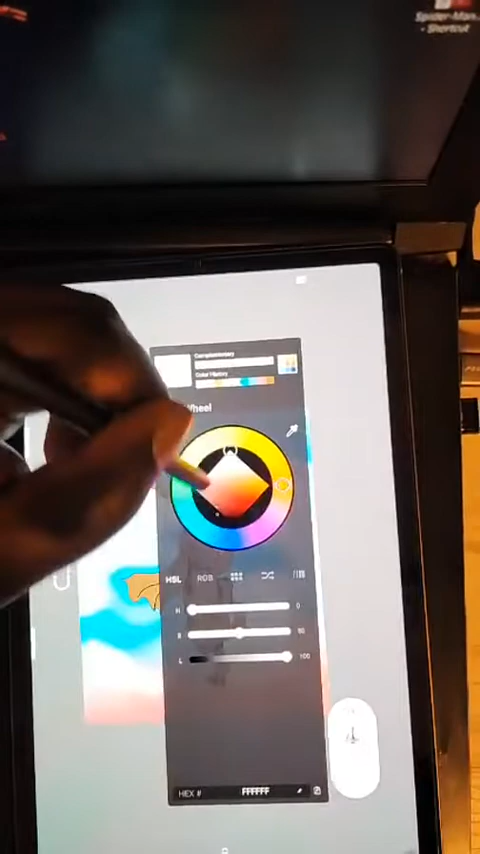 Spider-Man...
- Shortcut
Complementary
Color History
Wheel
HSL RGB
H 0
S 50
L 100
HEX # FFFFFF